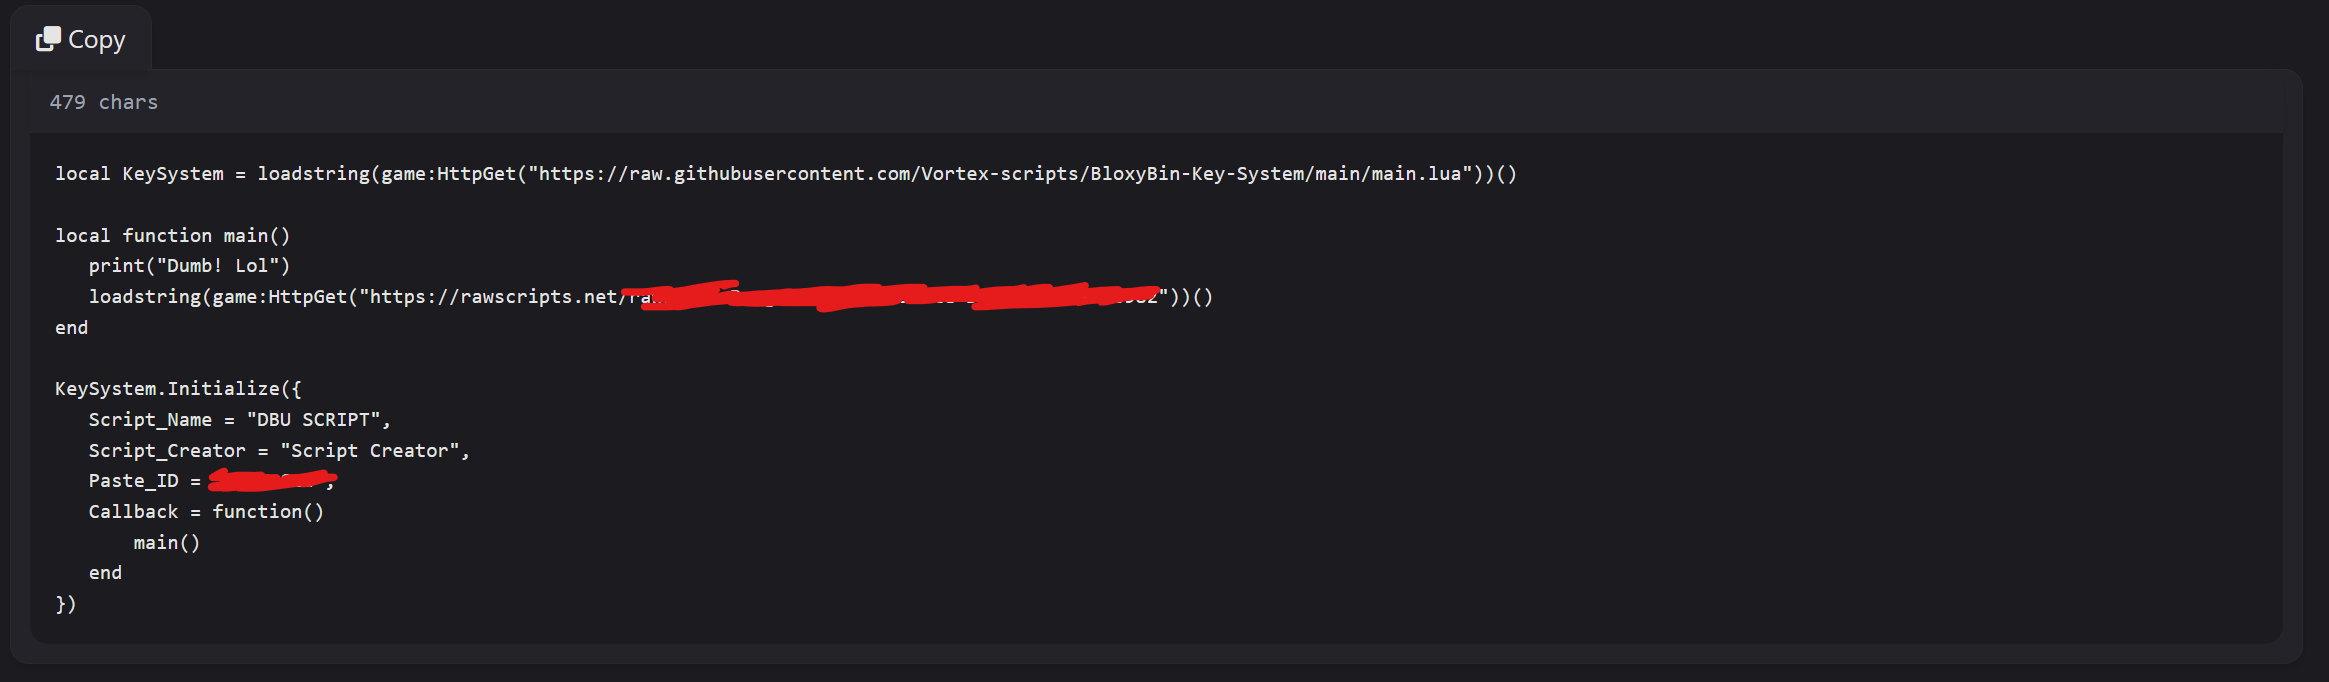 Copy
479 chars
local KeySystem = loadstring(game:HttpGet("https://raw.githubusercontent.com/Vortex-scripts/BloxyBin-Key-System/main/main.lua"))()
local function main()
print("Dumb! Lol")
loadstring(game:HttpGet("https://rawscripts.net/"))()
end
KeySystem.Initialize({
Script_Name = "DBU SCRIPT",
Script_Creator = "Script Creator",
Paste_ID = ,
Callback = function()
main()
end
})